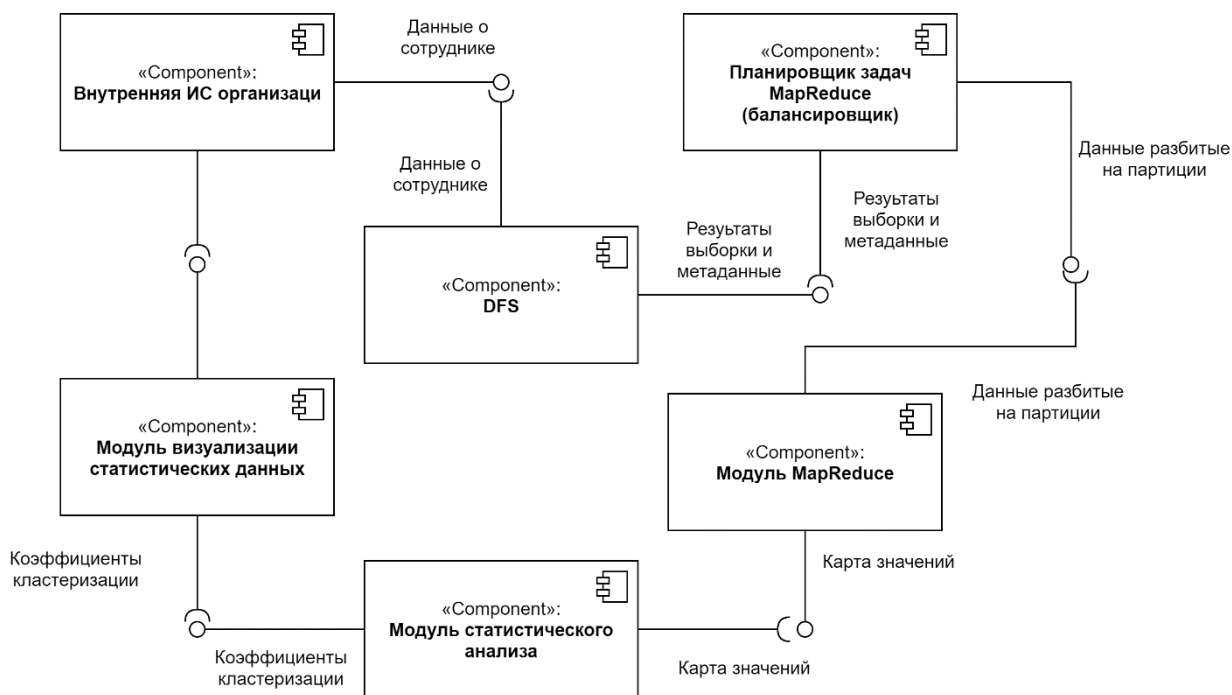 «Component»:
Внутренняя ИС организаци
Данные о
сотруднике
«Component»:
Планировщик задач
MapReduce
(балансировщик)
Данные разбитые
на партиции
Данные о
сотруднике
Резуьтаты
выборки и
метаданные
Резуьтаты
выборки и
метаданные
«Component»:
DFS
«Component»:
Модуль визуализации
статистических данных
Данные разбитые
на партиции
«Component»:
Модуль MapReduce
Коэффициенты
кластеризации
Карта значений
«Component»:
Модуль статистического
анализа
Коэффициенты
кластеризации
Карта значений